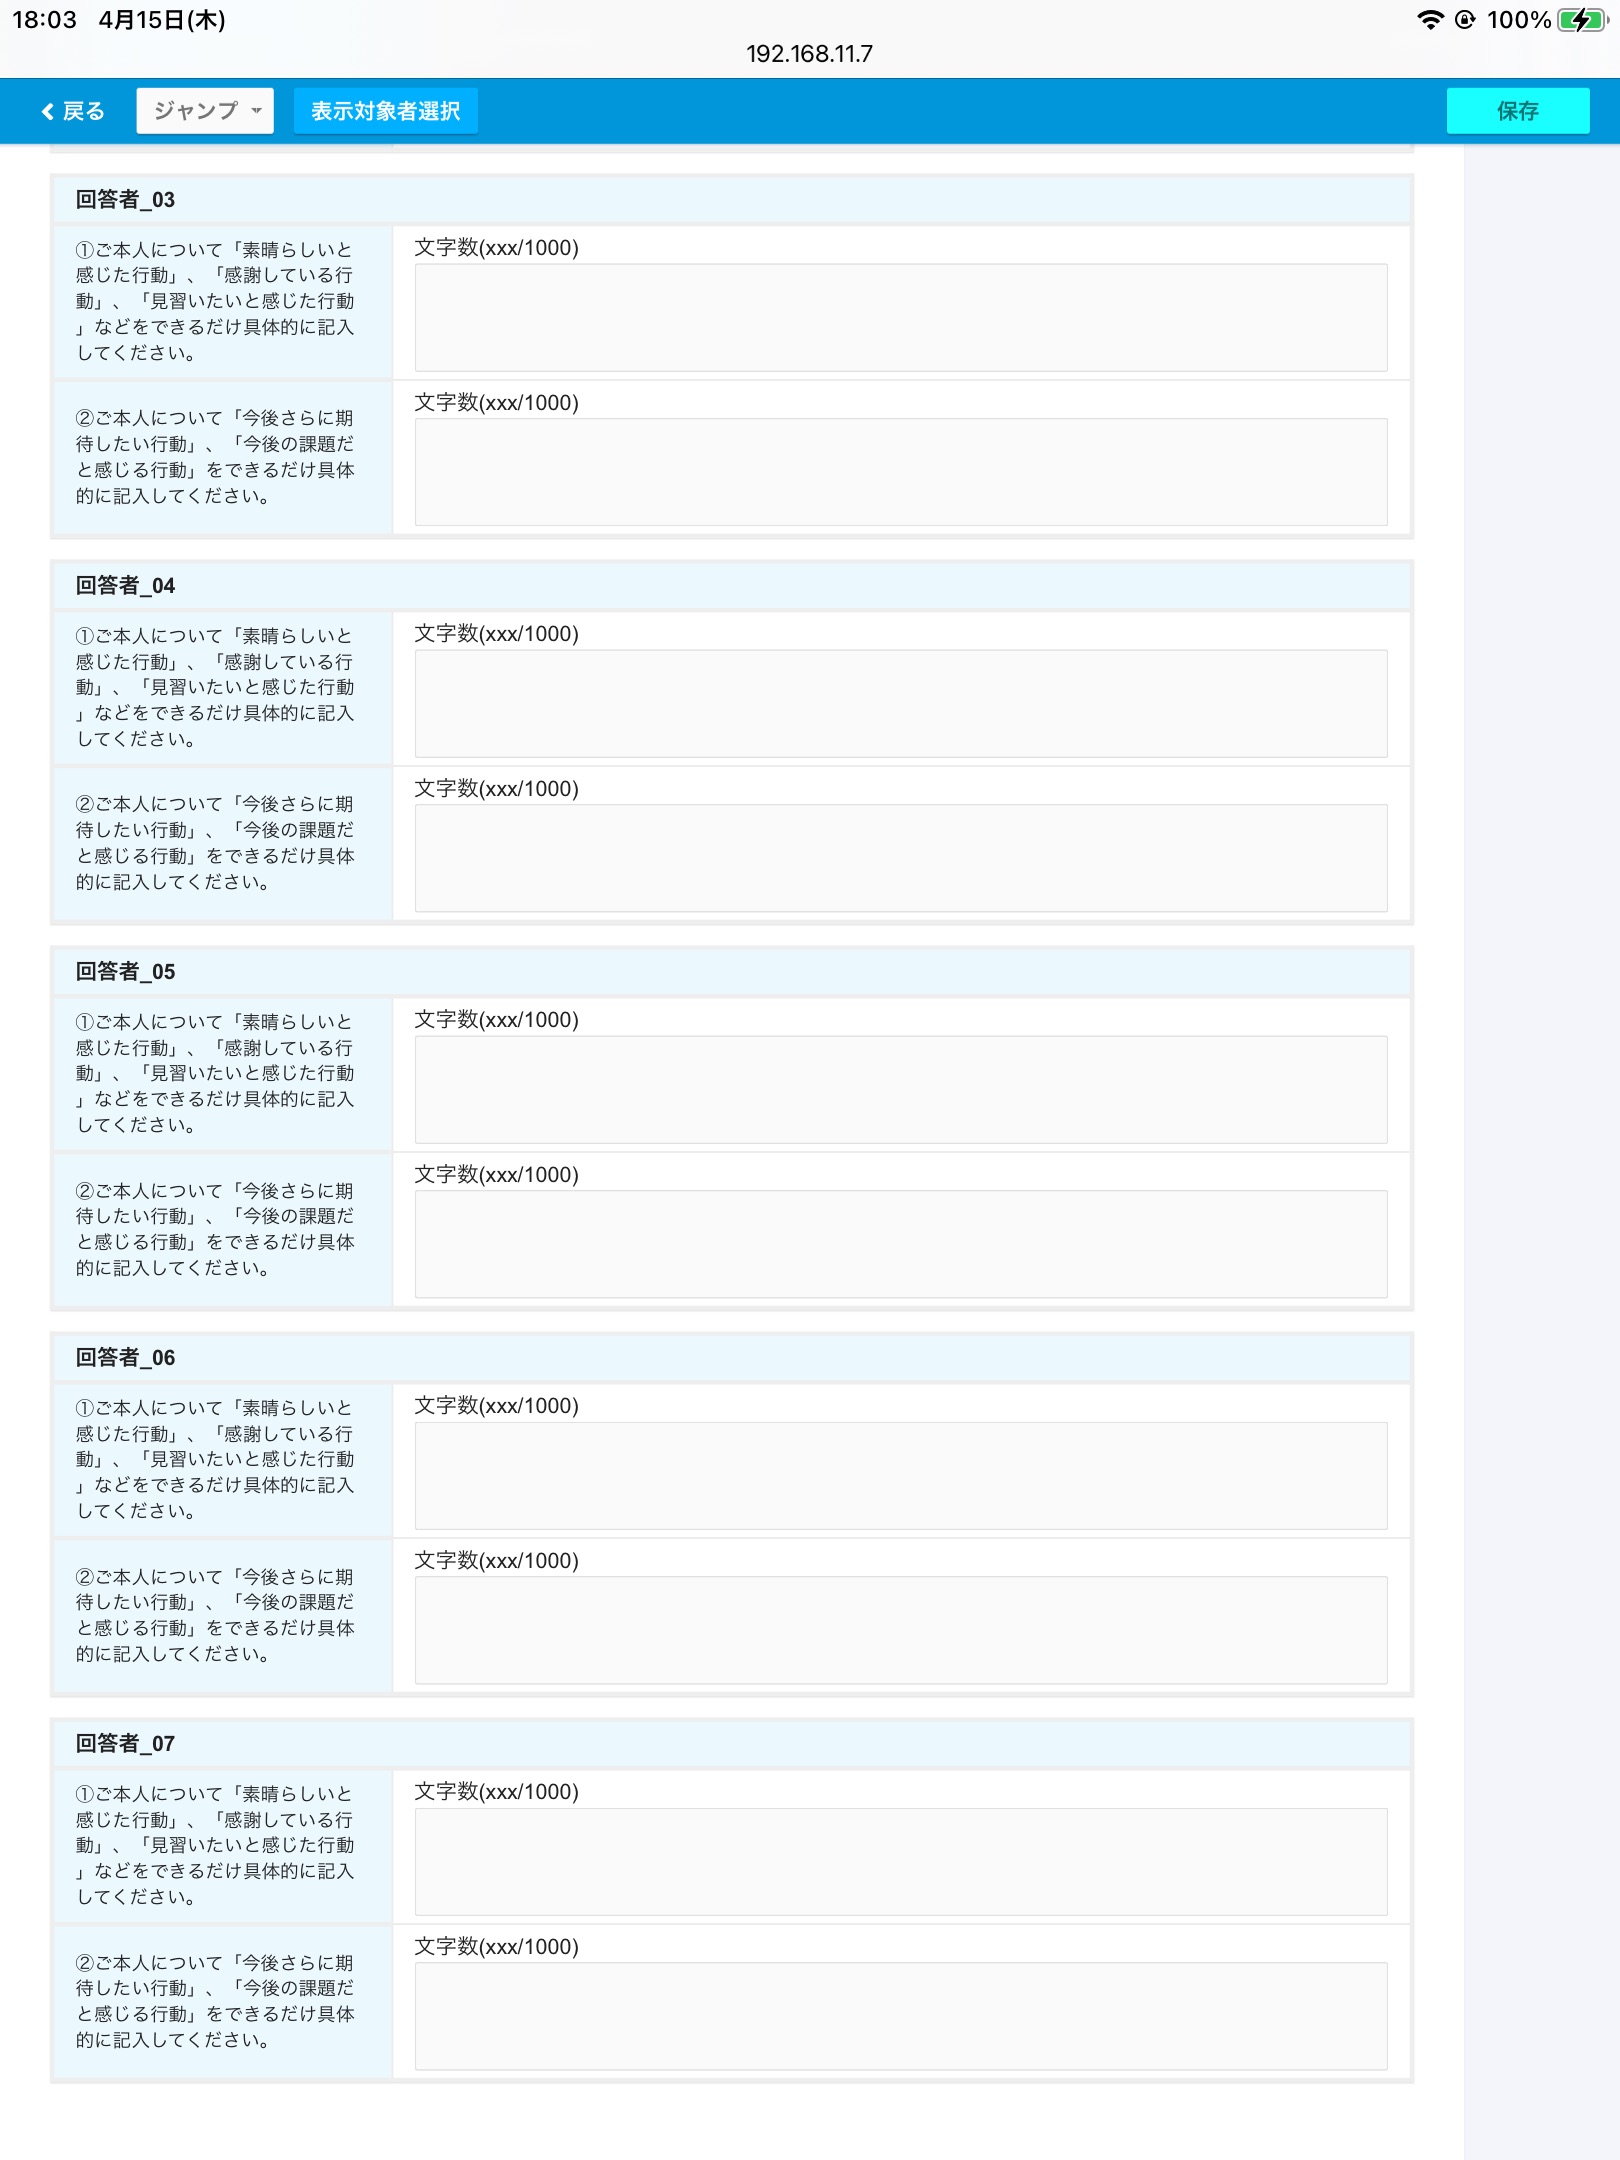 18:03 4月15日(木)
100%
192.168.11.7
戻る ジャンプ 表示対象者選択 保存
回答者_03
①ご本人について「素晴らしいと
感じた行動」、「感謝している行
動」、「見習いたいと感じた行動
」などをできるだけ具体的に記入
してください。
文字数(xxx/1000)
②ご本人について「今後さらに期
待したい行動」、「今後の課題だ
と感じる行動」をできるだけ具体
的に記入してください。
文字数(xxx/1000)
回答者_04
①ご本人について「素晴らしいと
感じた行動」、「感謝している行
動」、「見習いたいと感じた行動
」などをできるだけ具体的に記入
してください。
文字数(xxx/1000)
②ご本人について「今後さらに期
待したい行動」、「今後の課題だ
と感じる行動」をできるだけ具体
的に記入してください。
文字数(xxx/1000)
回答者_05
①ご本人について「素晴らしいと
感じた行動」、「感謝している行
動」、「見習いたいと感じた行動
」などをできるだけ具体的に記入
してください。
文字数(xxx/1000)
②ご本人について「今後さらに期
待したい行動」、「今後の課題だ
と感じる行動」をできるだけ具体
的に記入してください。
文字数(xxx/1000)
回答者_06
①ご本人について「素晴らしいと
感じた行動」、「感謝している行
動」、「見習いたいと感じた行動
」などをできるだけ具体的に記入
してください。
文字数(xxx/1000)
②ご本人について「今後さらに期
待したい行動」、「今後の課題だ
と感じる行動」をできるだけ具体
的に記入してください。
文字数(xxx/1000)
回答者_07
①ご本人について「素晴らしいと
感じた行動」、「感謝している行
動」、「見習いたいと感じた行動
」などをできるだけ具体的に記入
してください。
文字数(xxx/1000)
②ご本人について「今後さらに期
待したい行動」、「今後の課題だ
と感じる行動」をできるだけ具体
的に記入してください。
文字数(xxx/1000)